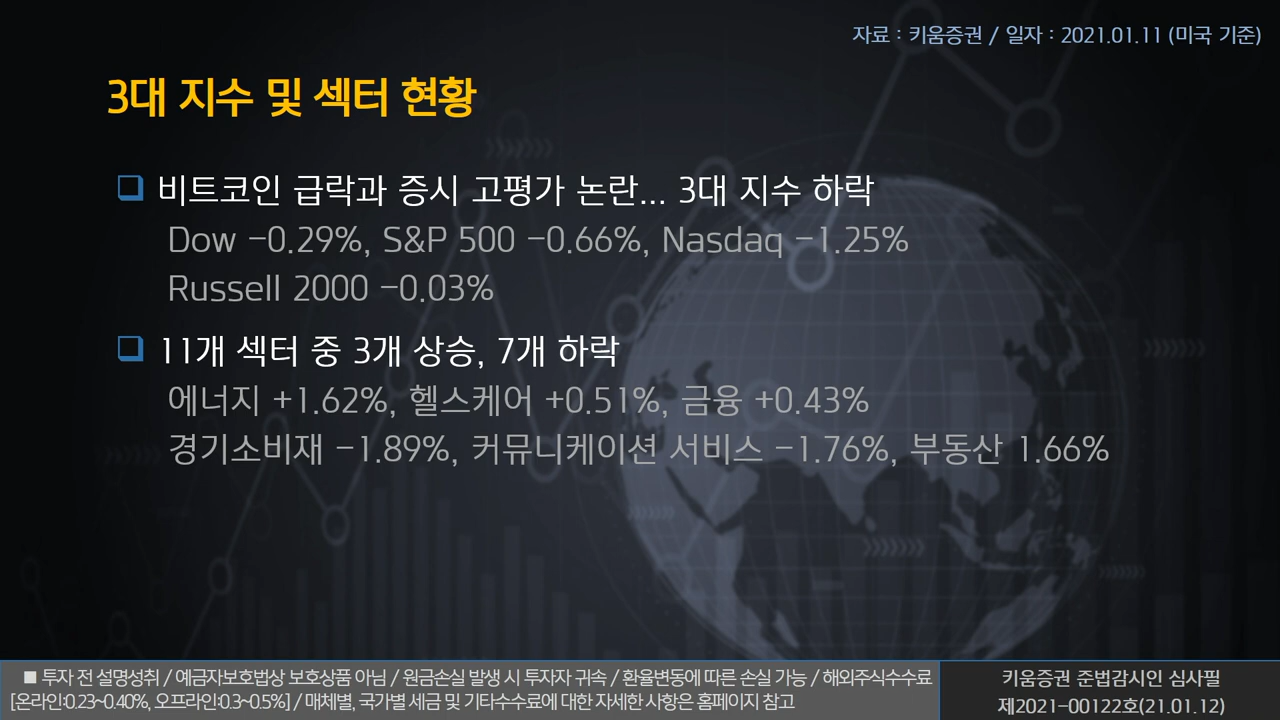 자료 : 키움증권 / 일자 : 2021.01.11 (미국 기준)
3대 지수 및 섹터 현황
❑ 비트코인 급락과 증시 고평가 논란... 3대 지수 하락
Dow −0.29%, S&P 500 −0.66%, Nasdaq −1.25%
Russell 2000 −0.03%
❑ 11개 섹터 중 3개 상승, 7개 하락
에너지 +1.62%, 헬스케어 +0.51%, 금융 +0.43%
경기소비재 −1.89%, 커뮤니케이션 서비스 −1.76%, 부동산 1.66%
■ 투자 전 설명성취 / 예금자보호법상 보호상품 아님 / 원금손실 발생 시 투자자 귀속 / 환율변동에 따른 손실 가능 / 해외주식수수료
[온라인:0.23~0.40%, 오프라인:0.3~0.5%] / 매체별, 국가별 세금 및 기타수수료에 대한 자세한 사항은 홈페이지 참고
키움증권 준법감시인 심사필
제2021−00122호(21.01.12)